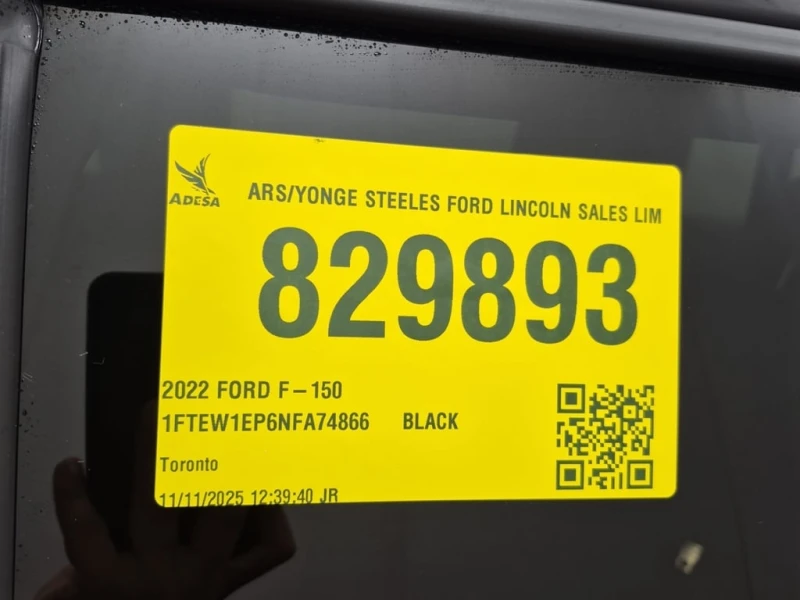 ADESA
ARS/YONGE STEELES FORD LINCOLN SALES LIM
829893
2022 FORD F-150
1FTEW1EP6NFA74866 BLACK
Toronto
11/11/2025 12:39:40 JR